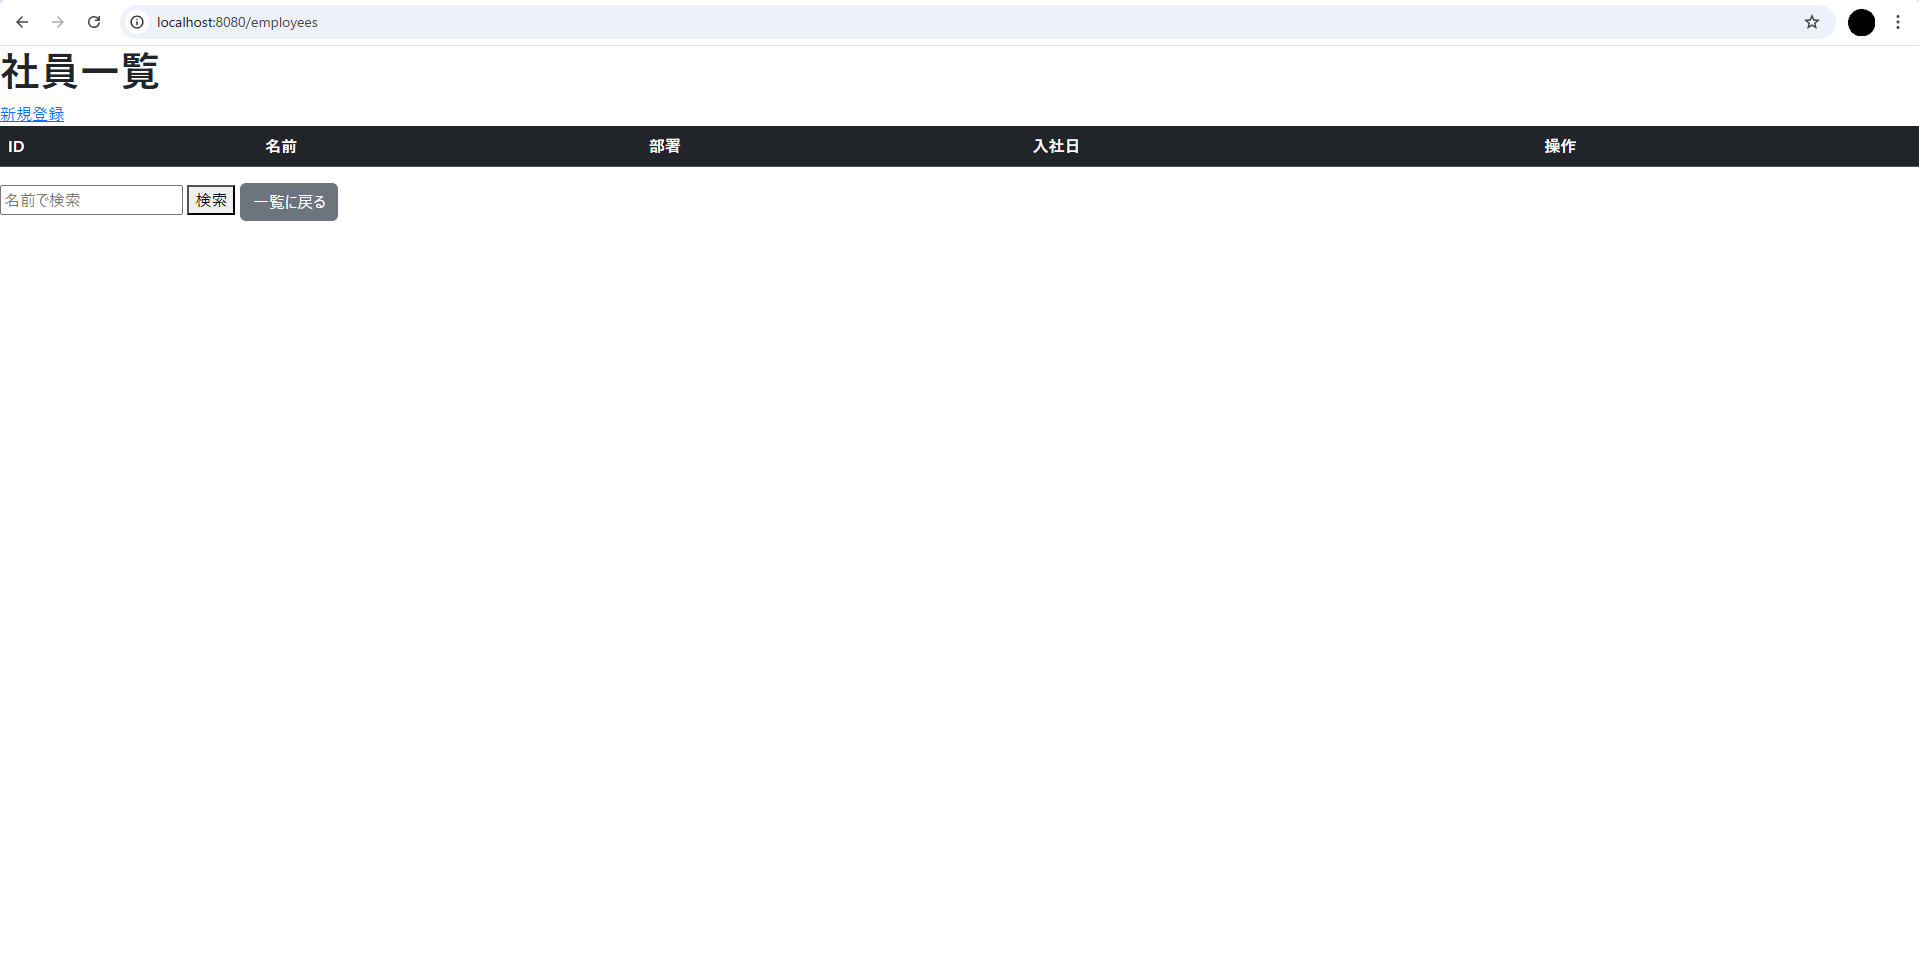 localhost:8080/employees
社員一覧
新規登録
ID 名前 部署 入社日 操作
名前で検索 検索 一覧に戻る